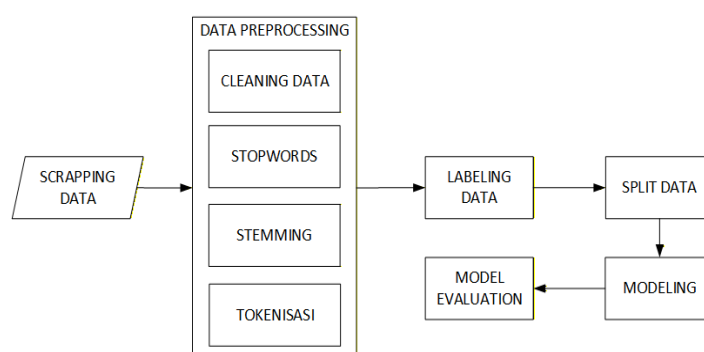 DATA PREPROCESSING
CLEANING DATA
STOPWORDS
STEMMING
TOKENISASI
SCRAPPING
DATA
LABELING
DATA
SPLIT DATA
MODELING
MODEL
EVALUATION